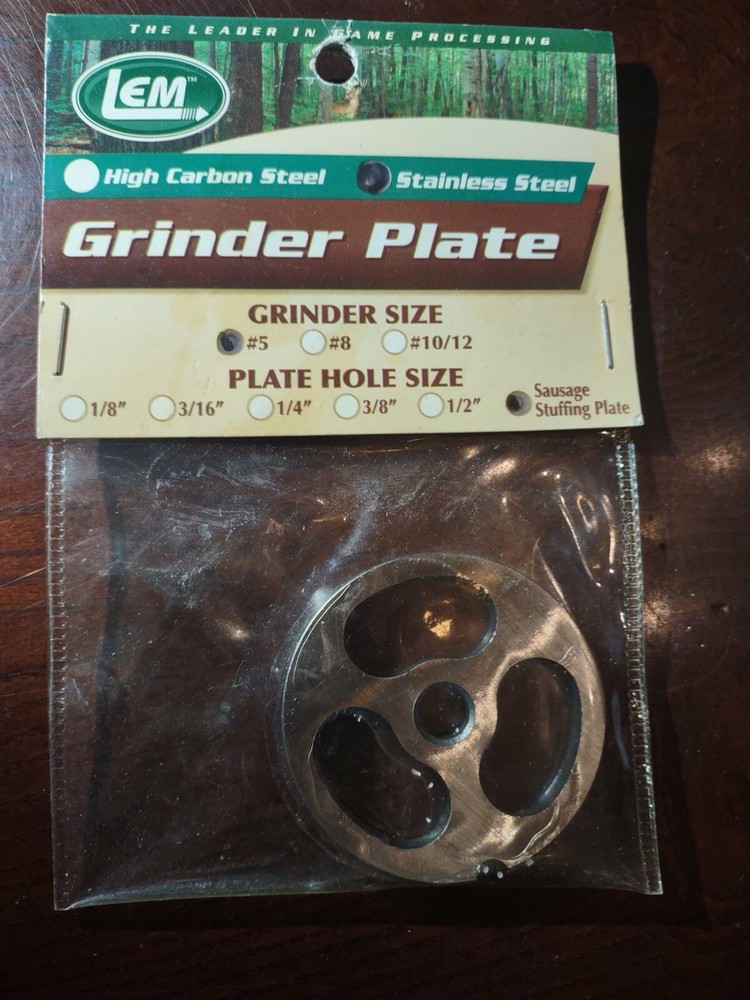 THE LEADER IN GAME PROCESSING
LEM™
High Carbon Steel Stainless Steel
Grinder Plate
GRINDER SIZE
#5 #8 #10/12
PLATE HOLE SIZE
1/8" 3/16" 1/4" 3/8" 1/2" Sausage
Stuffing Plate